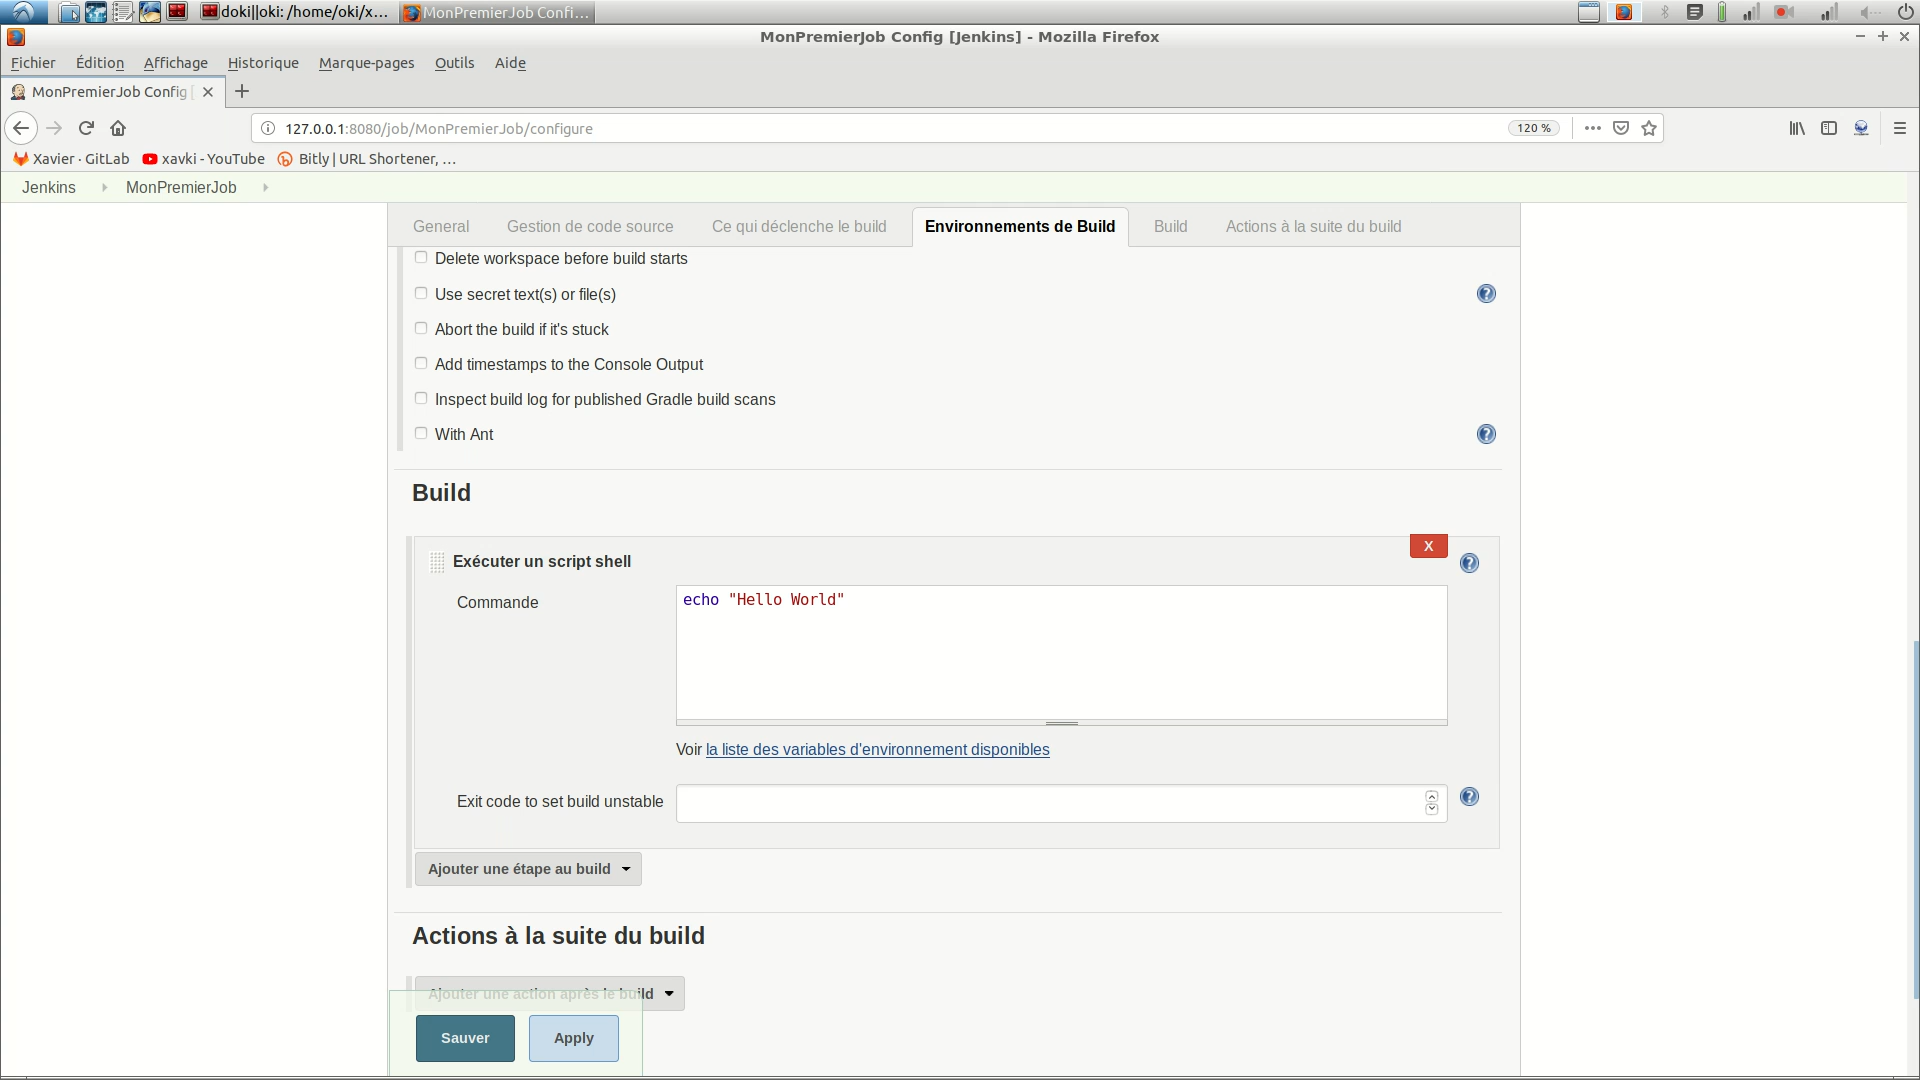 doki||oki: /home/oki/x...
MonPremierJob Confi...
MonPremierJob Config [Jenkins] - Mozilla Firefox
Fichier Édition Affichage Historique Marque-pages Outils Aide
MonPremierJob Config [
127.0.0.1:8080/job/MonPremierJob/configure
120 %
Xavier · GitLab
xavki - YouTube
Bitly | URL Shortener, ...
Jenkins
MonPremierJob
General
Gestion de code source
Ce qui déclenche le build
Environnements de Build
Build
Actions à la suite du build
Delete workspace before build starts
Use secret text(s) or file(s)
Abort the build if it's stuck
Add timestamps to the Console Output
Inspect build log for published Gradle build scans
With Ant
Build
X
Exécuter un script shell
Commande
echo "Hello World"
Voir la liste des variables d'environnement disponibles
Exit code to set build unstable
Ajouter une étape au build
Actions à la suite du build
Ajouter une action après le build
Sauver
Apply